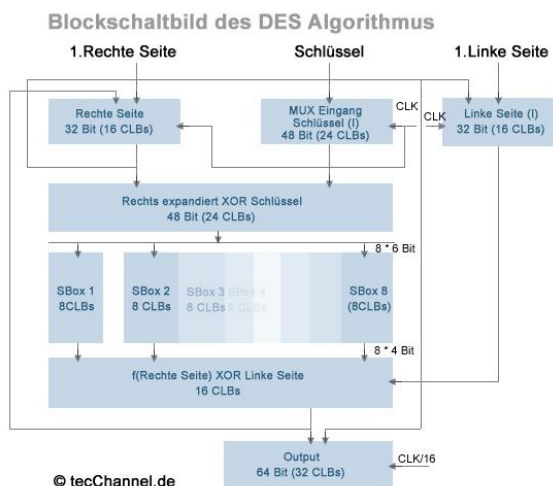 Blockschaltbild des DES Algorithmus
1.Rechte Seite
Schlüssel
1.Linke Seite
Rechte Seite
32 Bit (16 CLBs)
MUX Eingang
Schlüssel (I)
48 Bit (24 CLBs)
CLK
CLK
Linke Seite (I)
32 Bit (16 CLBs)
Rechts expandiert XOR Schlüssel
48 Bit (24 CLBs)
8 * 6 Bit
SBox 1
8CLBs
SBox 2
8 CLBs
SBox 3
8 CLBs
SBox 4
8 CLBs
SBox 8
(8CLBs)
8 * 4 Bit
f(Rechte Seite) XOR Linke Seite
16 CLBs
Output
64 Bit (32 CLBs)
CLK/16
© tecChannel.de